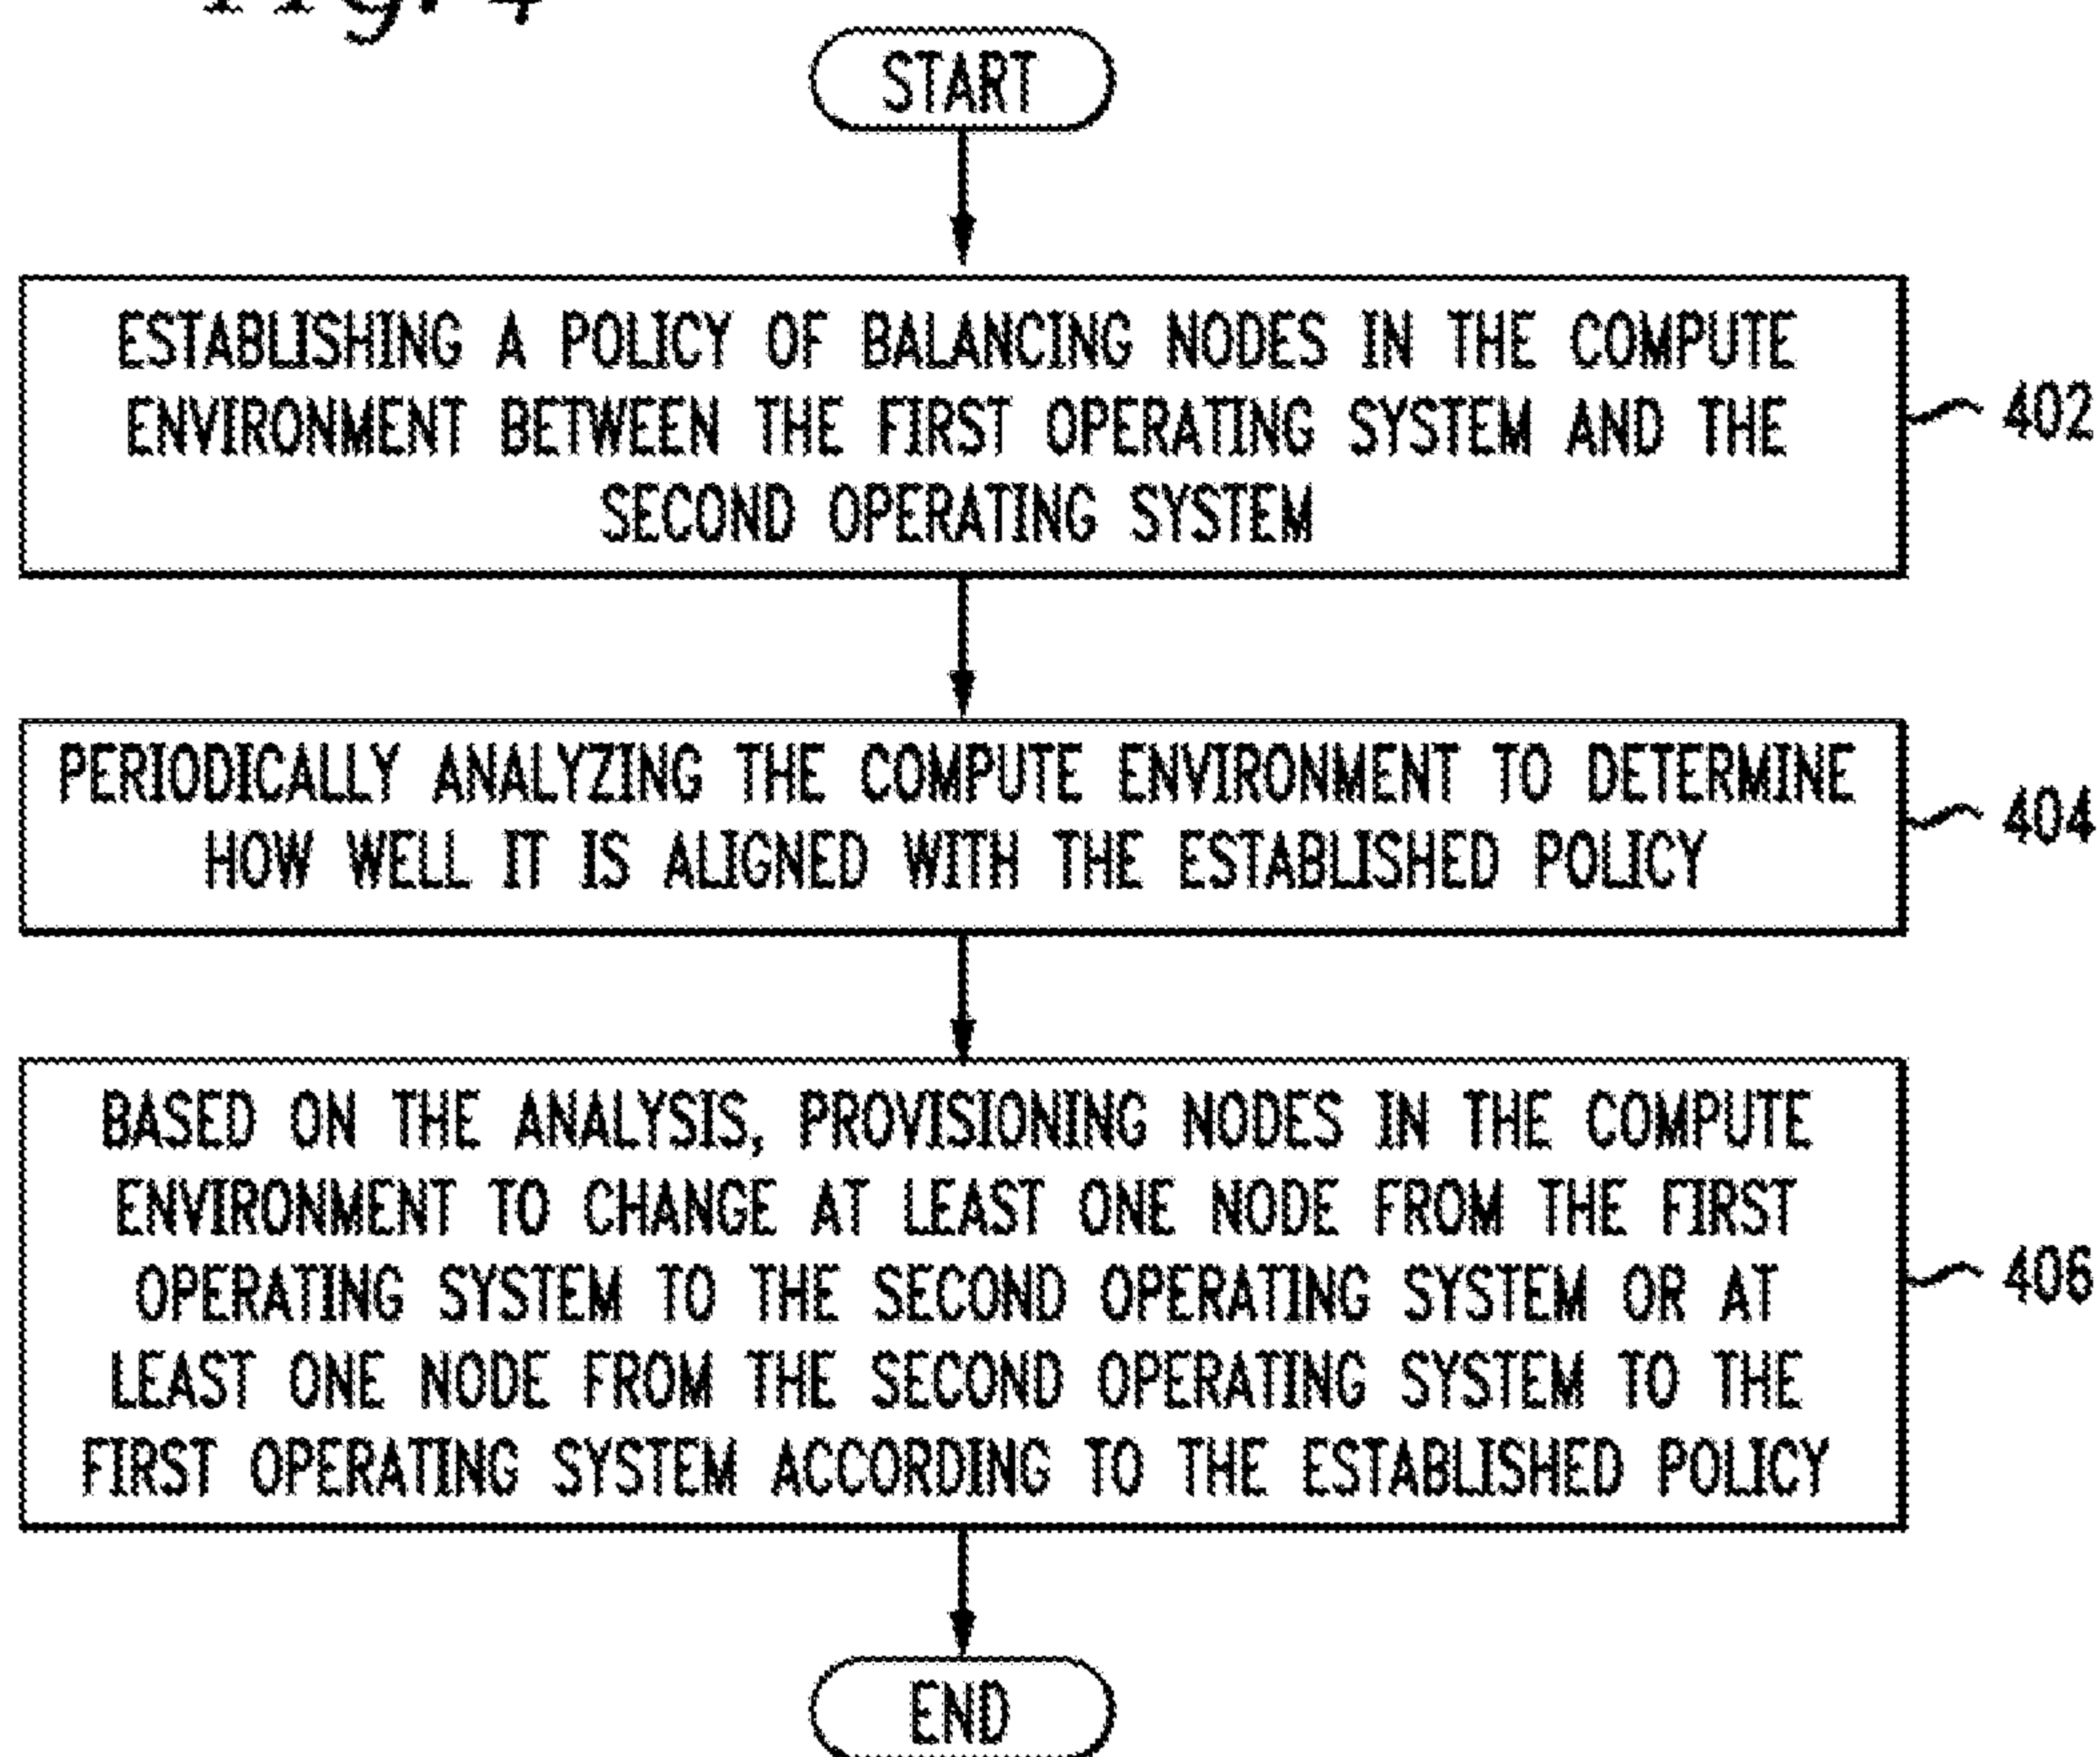 Fig. 4
START
ESTABLISHING A POLICY OF BALANCING NODES IN THE COMPUTE
ENVIRONMENT BETWEEN THE FIRST OPERATING SYSTEM AND THE
SECOND OPERATING SYSTEM
402
PERIODICALLY ANALYZING THE COMPUTE ENVIRONMENT TO DETERMINE
HOW WELL IT IS ALIGNED WITH THE ESTABLISHED POLICY
404
BASED ON THE ANALYSIS, PROVISIONING NODES IN THE COMPUTE
ENVIRONMENT TO CHANGE AT LEAST ONE NODE FROM THE FIRST
OPERATING SYSTEM TO THE SECOND OPERATING SYSTEM OR AT
LEAST ONE NODE FROM THE SECOND OPERATING SYSTEM TO THE
FIRST OPERATING SYSTEM ACCORDING TO THE ESTABLISHED POLICY
406
END